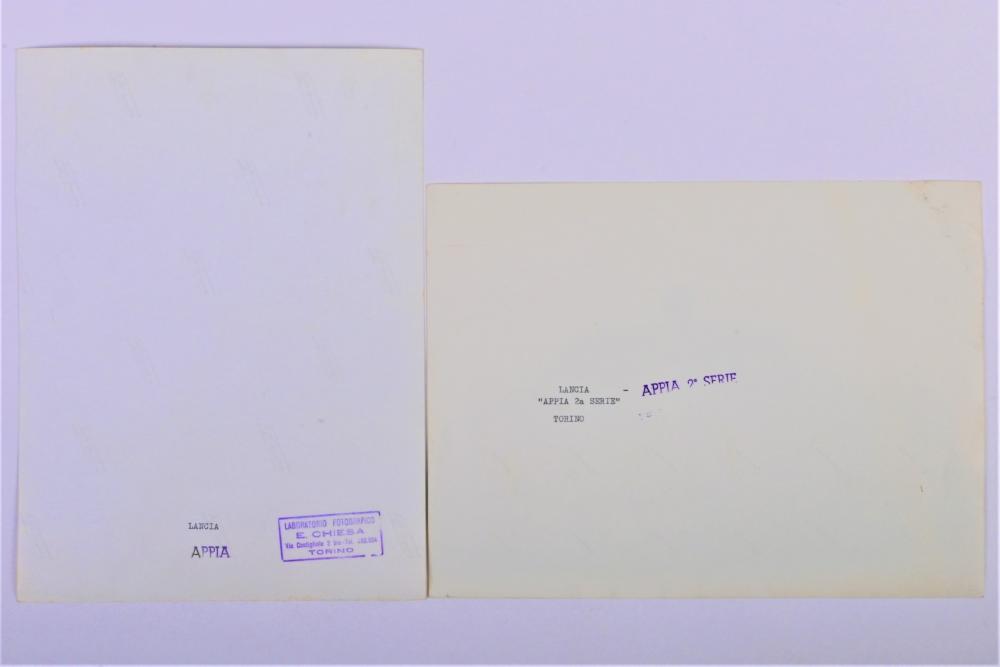 LANCIA
APPIA
LABORATORIO FOTOGRAFICO
E. CHIESA
TORINO
LANCIA -
"APPIA 2a SERIE"
TORINO
APPIA 2ª SERIE